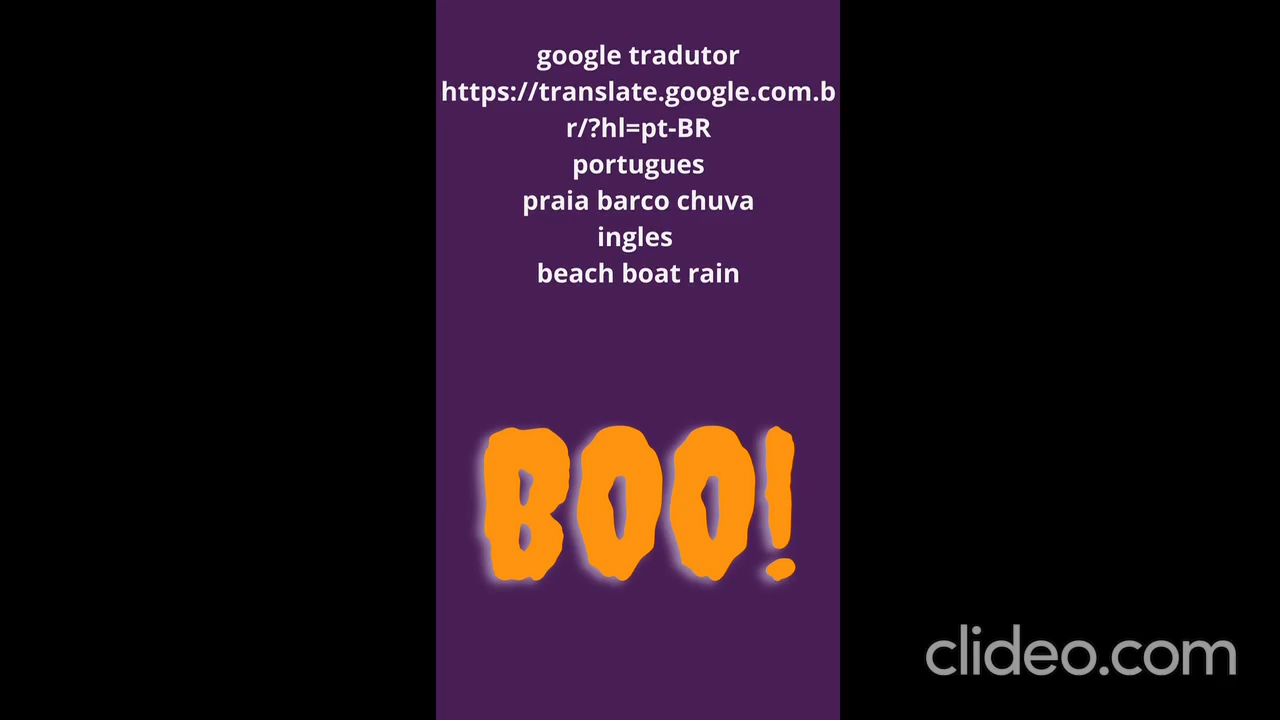 google tradutor
https://translate.google.com.b
r/?hl=pt-BR
portugues
praia barco chuva
ingles
beach boat rain
BOO!
clideo.com